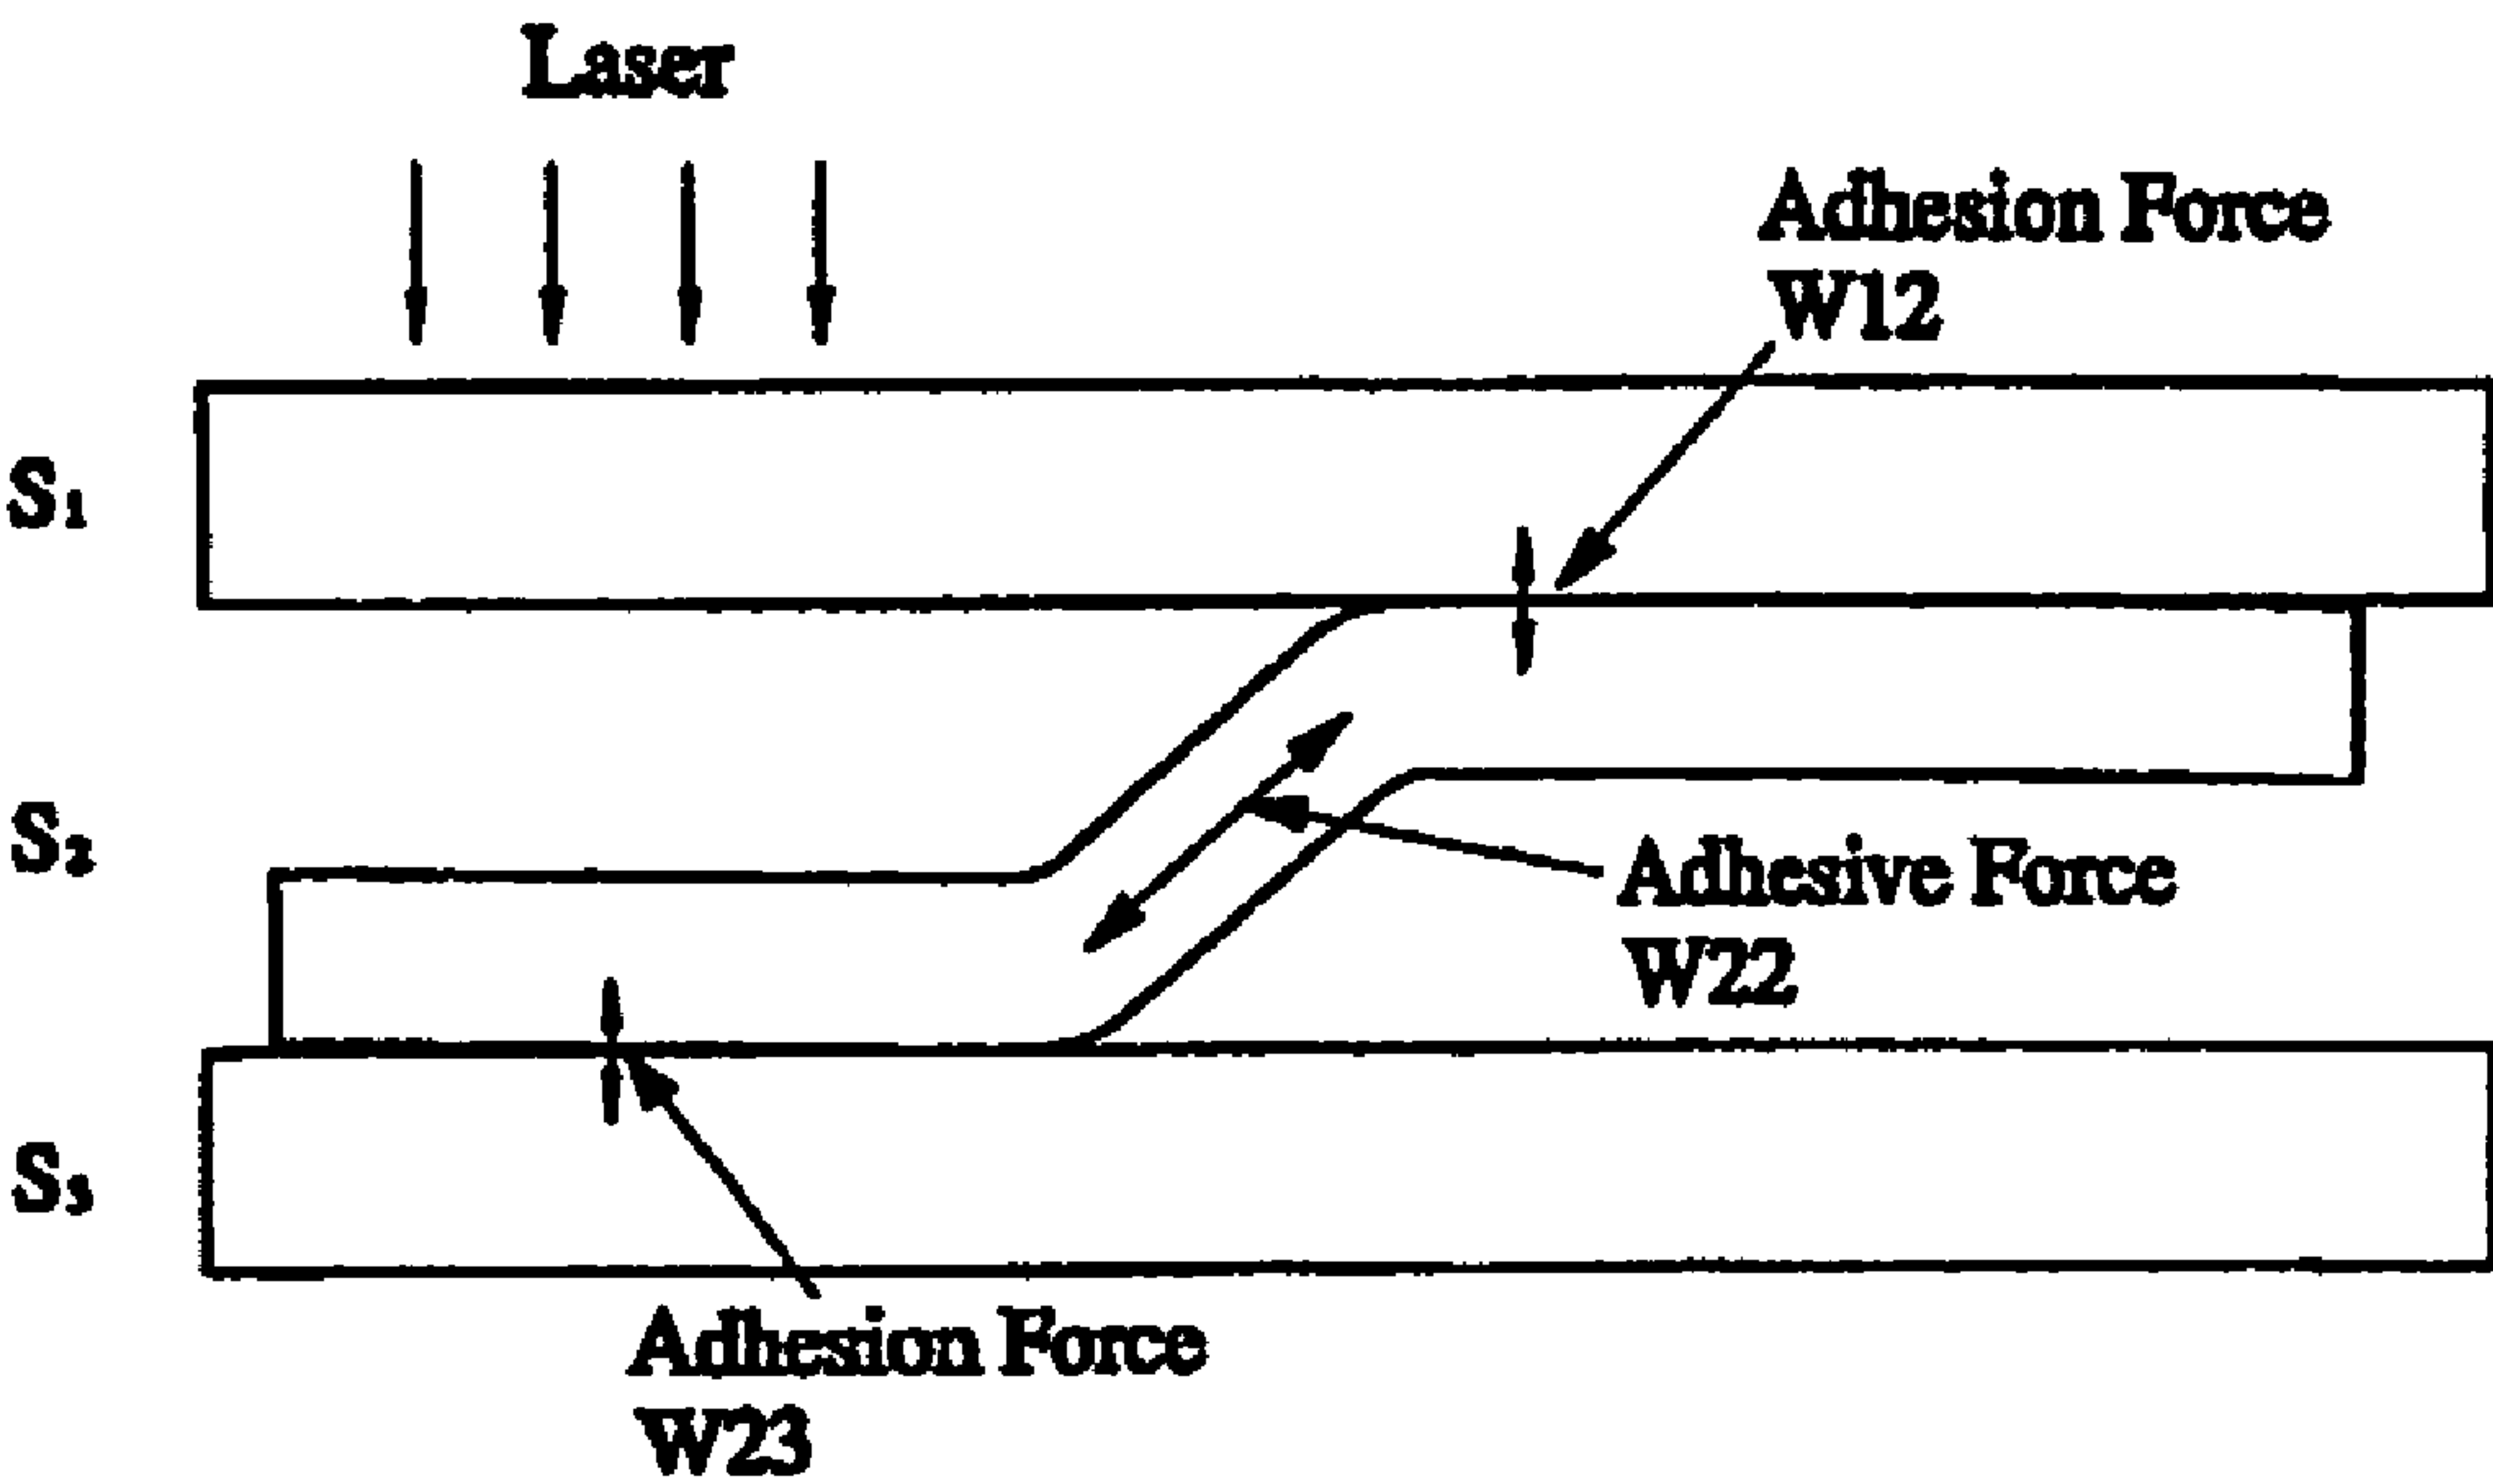 Laser
Adhesion Force
W12
S1
S2
Adhesive Force
W22
S3
Adhesion Force
W23